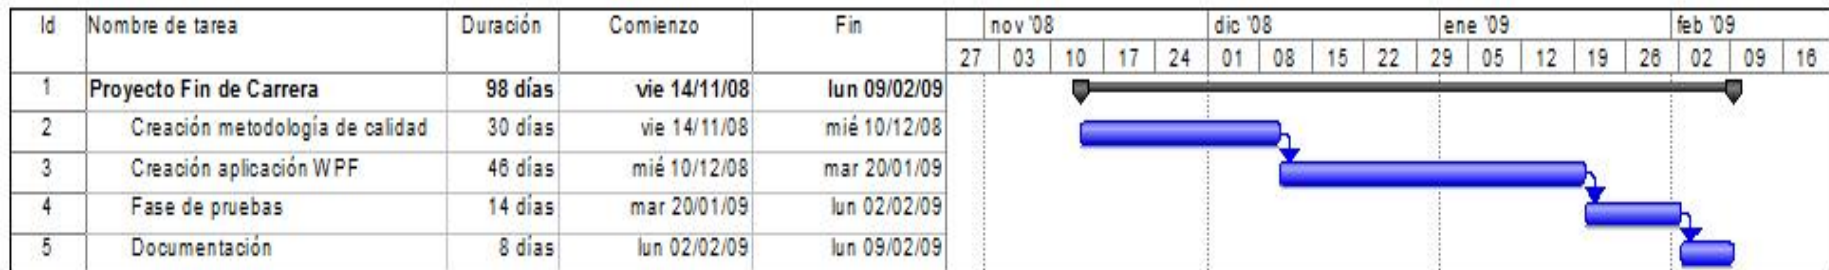 Id Nombre de tarea Duración Comienzo Fin nov '08 dic '08 ene '09 feb '09
27 03 10 17 24 01 08 15 22 29 05 12 19 26 02 09 16
1 Proyecto Fin de Carrera 98 días vie 14/11/08 lun 09/02/09
2 Creación metodología de calidad 30 días vie 14/11/08 mié 10/12/08
3 Creación aplicación WPF 46 días mié 10/12/08 mar 20/01/09
4 Fase de pruebas 14 días mar 20/01/09 lun 02/02/09
5 Documentación 8 días lun 02/02/09 lun 09/02/09